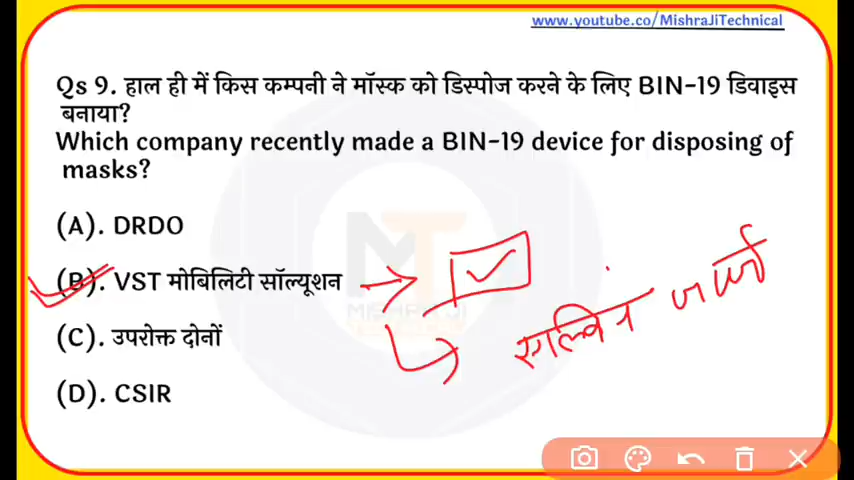 www.youtube.co/MishraJiTechnical
Qs 9. हाल ही में किस कम्पनी ने मॉस्क को डिस्पोज करने के लिए BIN-19 डिवाइस
बनाया?
Which company recently made a BIN-19 device for disposing of
masks?
(A). DRDO
(B). VST मोबिलिटी सॉल्यूशन
(C). उपरोक्त दोनों
(D). CSIR